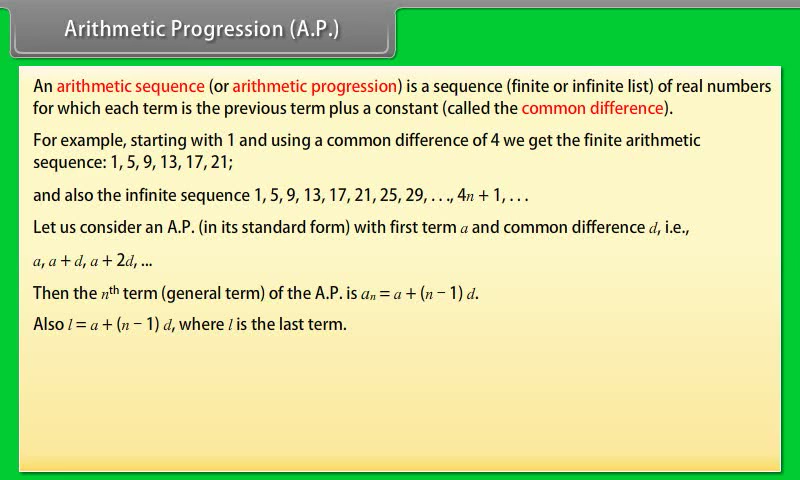 Arithmetic Progression (A.P.)
An arithmetic sequence (or arithmetic progression) is a sequence (finite or infinite list) of real numbers
for which each term is the previous term plus a constant (called the common difference).
For example, starting with 1 and using a common difference of 4 we get the finite arithmetic
sequence: 1, 5, 9, 13, 17, 21;
and also the infinite sequence 1, 5, 9, 13, 17, 21, 25, 29, . . ., 4n + 1, . . .
Let us consider an A.P. (in its standard form) with first term a and common difference d, i.e.,
a, a + d, a + 2d, ...
Then the nth term (general term) of the A.P. is an = a + (n − 1) d.
Also l = a + (n − 1) d, where l is the last term.